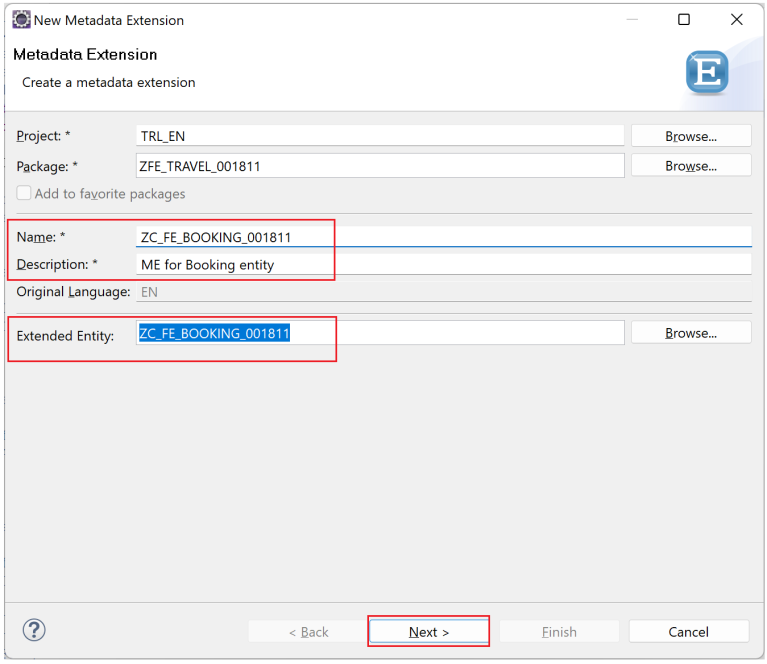 New Metadata Extension
Metadata Extension
Create a metadata extension
E
Project: * TRL_EN Browse...
Package: * ZFE_TRAVEL_001811 Browse...
Add to favorite packages
Name: * ZC_FE_BOOKING_001811
Description: * ME for Booking entity
Original Language: EN
Extended Entity: ZC_FE_BOOKING_001811 Browse...
? < Back Next > Finish Cancel